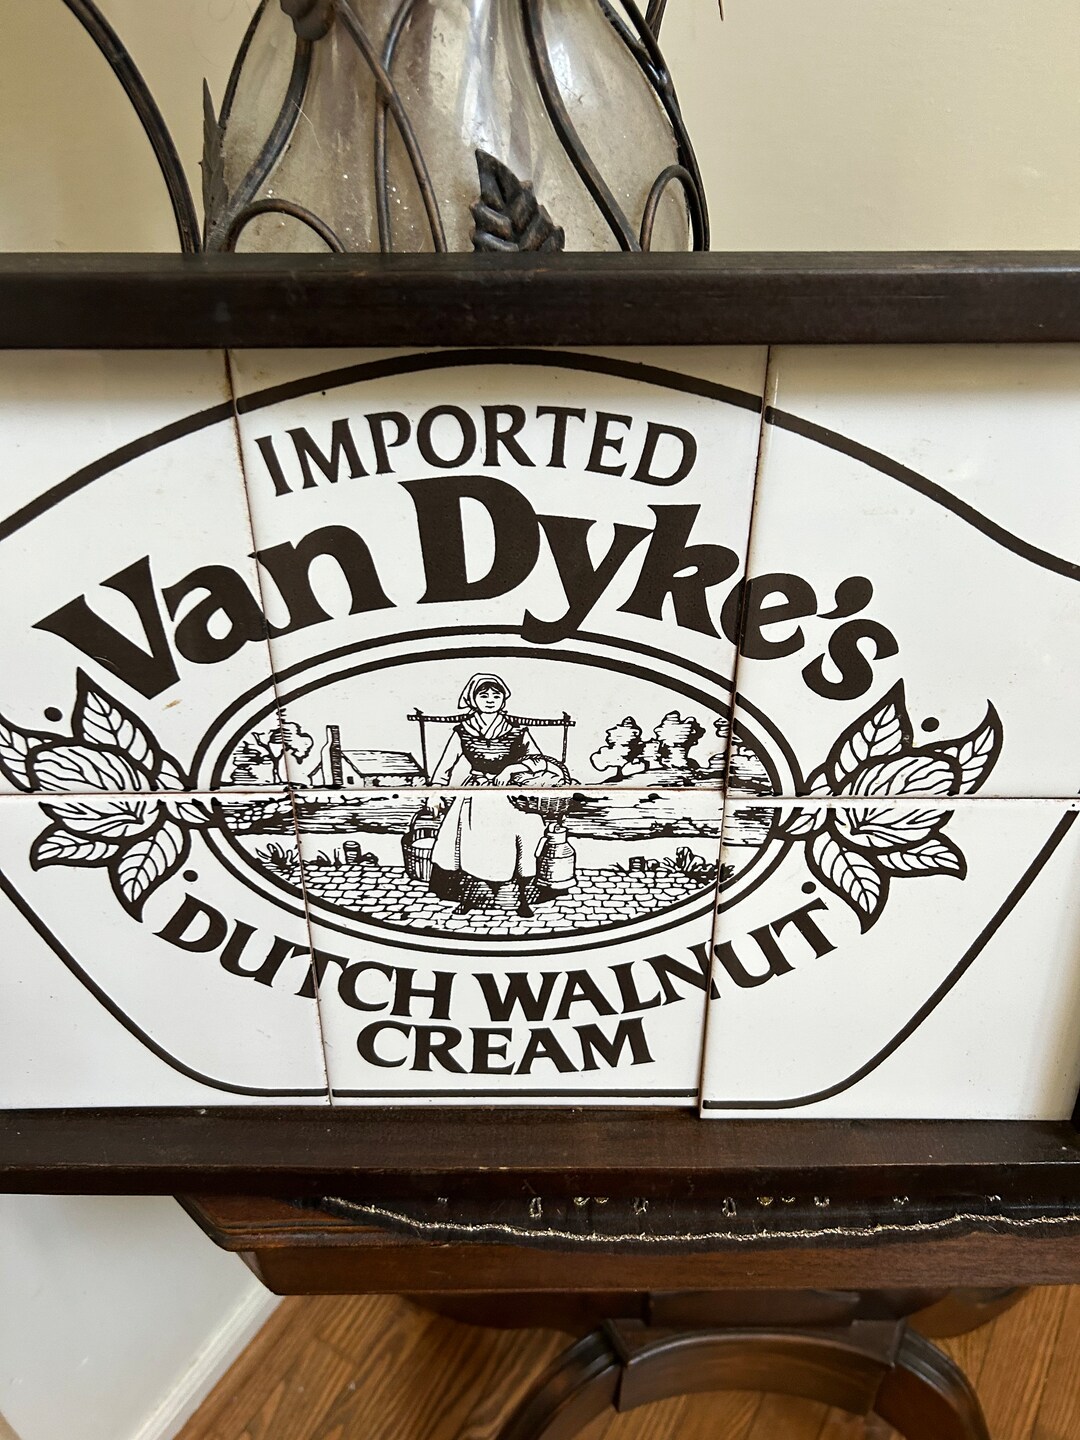 IMPORTED
Van Dyke's
DUTCH WALNUT
CREAM